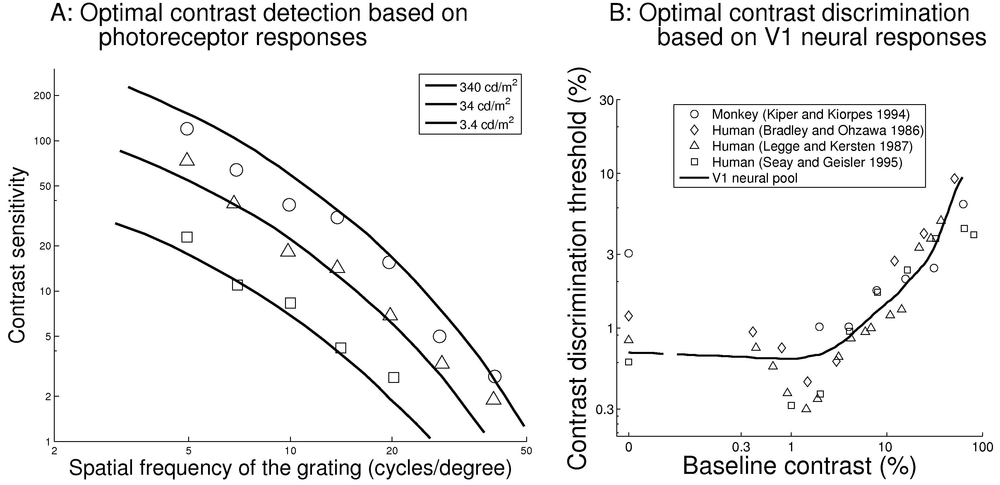 A: Optimal contrast detection based on
photoreceptor responses
Contrast sensitivity
200
100
50
20
10
5
2
1
2
5
10
20
50
Spatial frequency of the grating (cycles/degree)
340 cd/m²
34 cd/m²
3.4 cd/m²
B: Optimal contrast discrimination
based on V1 neural responses
Contrast discrimination threshold (%)
30
10
3
1
0.3
0
0.3
1
10
100
Baseline contrast (%)
Monkey (Kiper and Kiorpes 1994)
Human (Bradley and Ohzawa 1986)
Human (Legge and Kersten 1987)
Human (Seay and Geisler 1995)
V1 neural pool